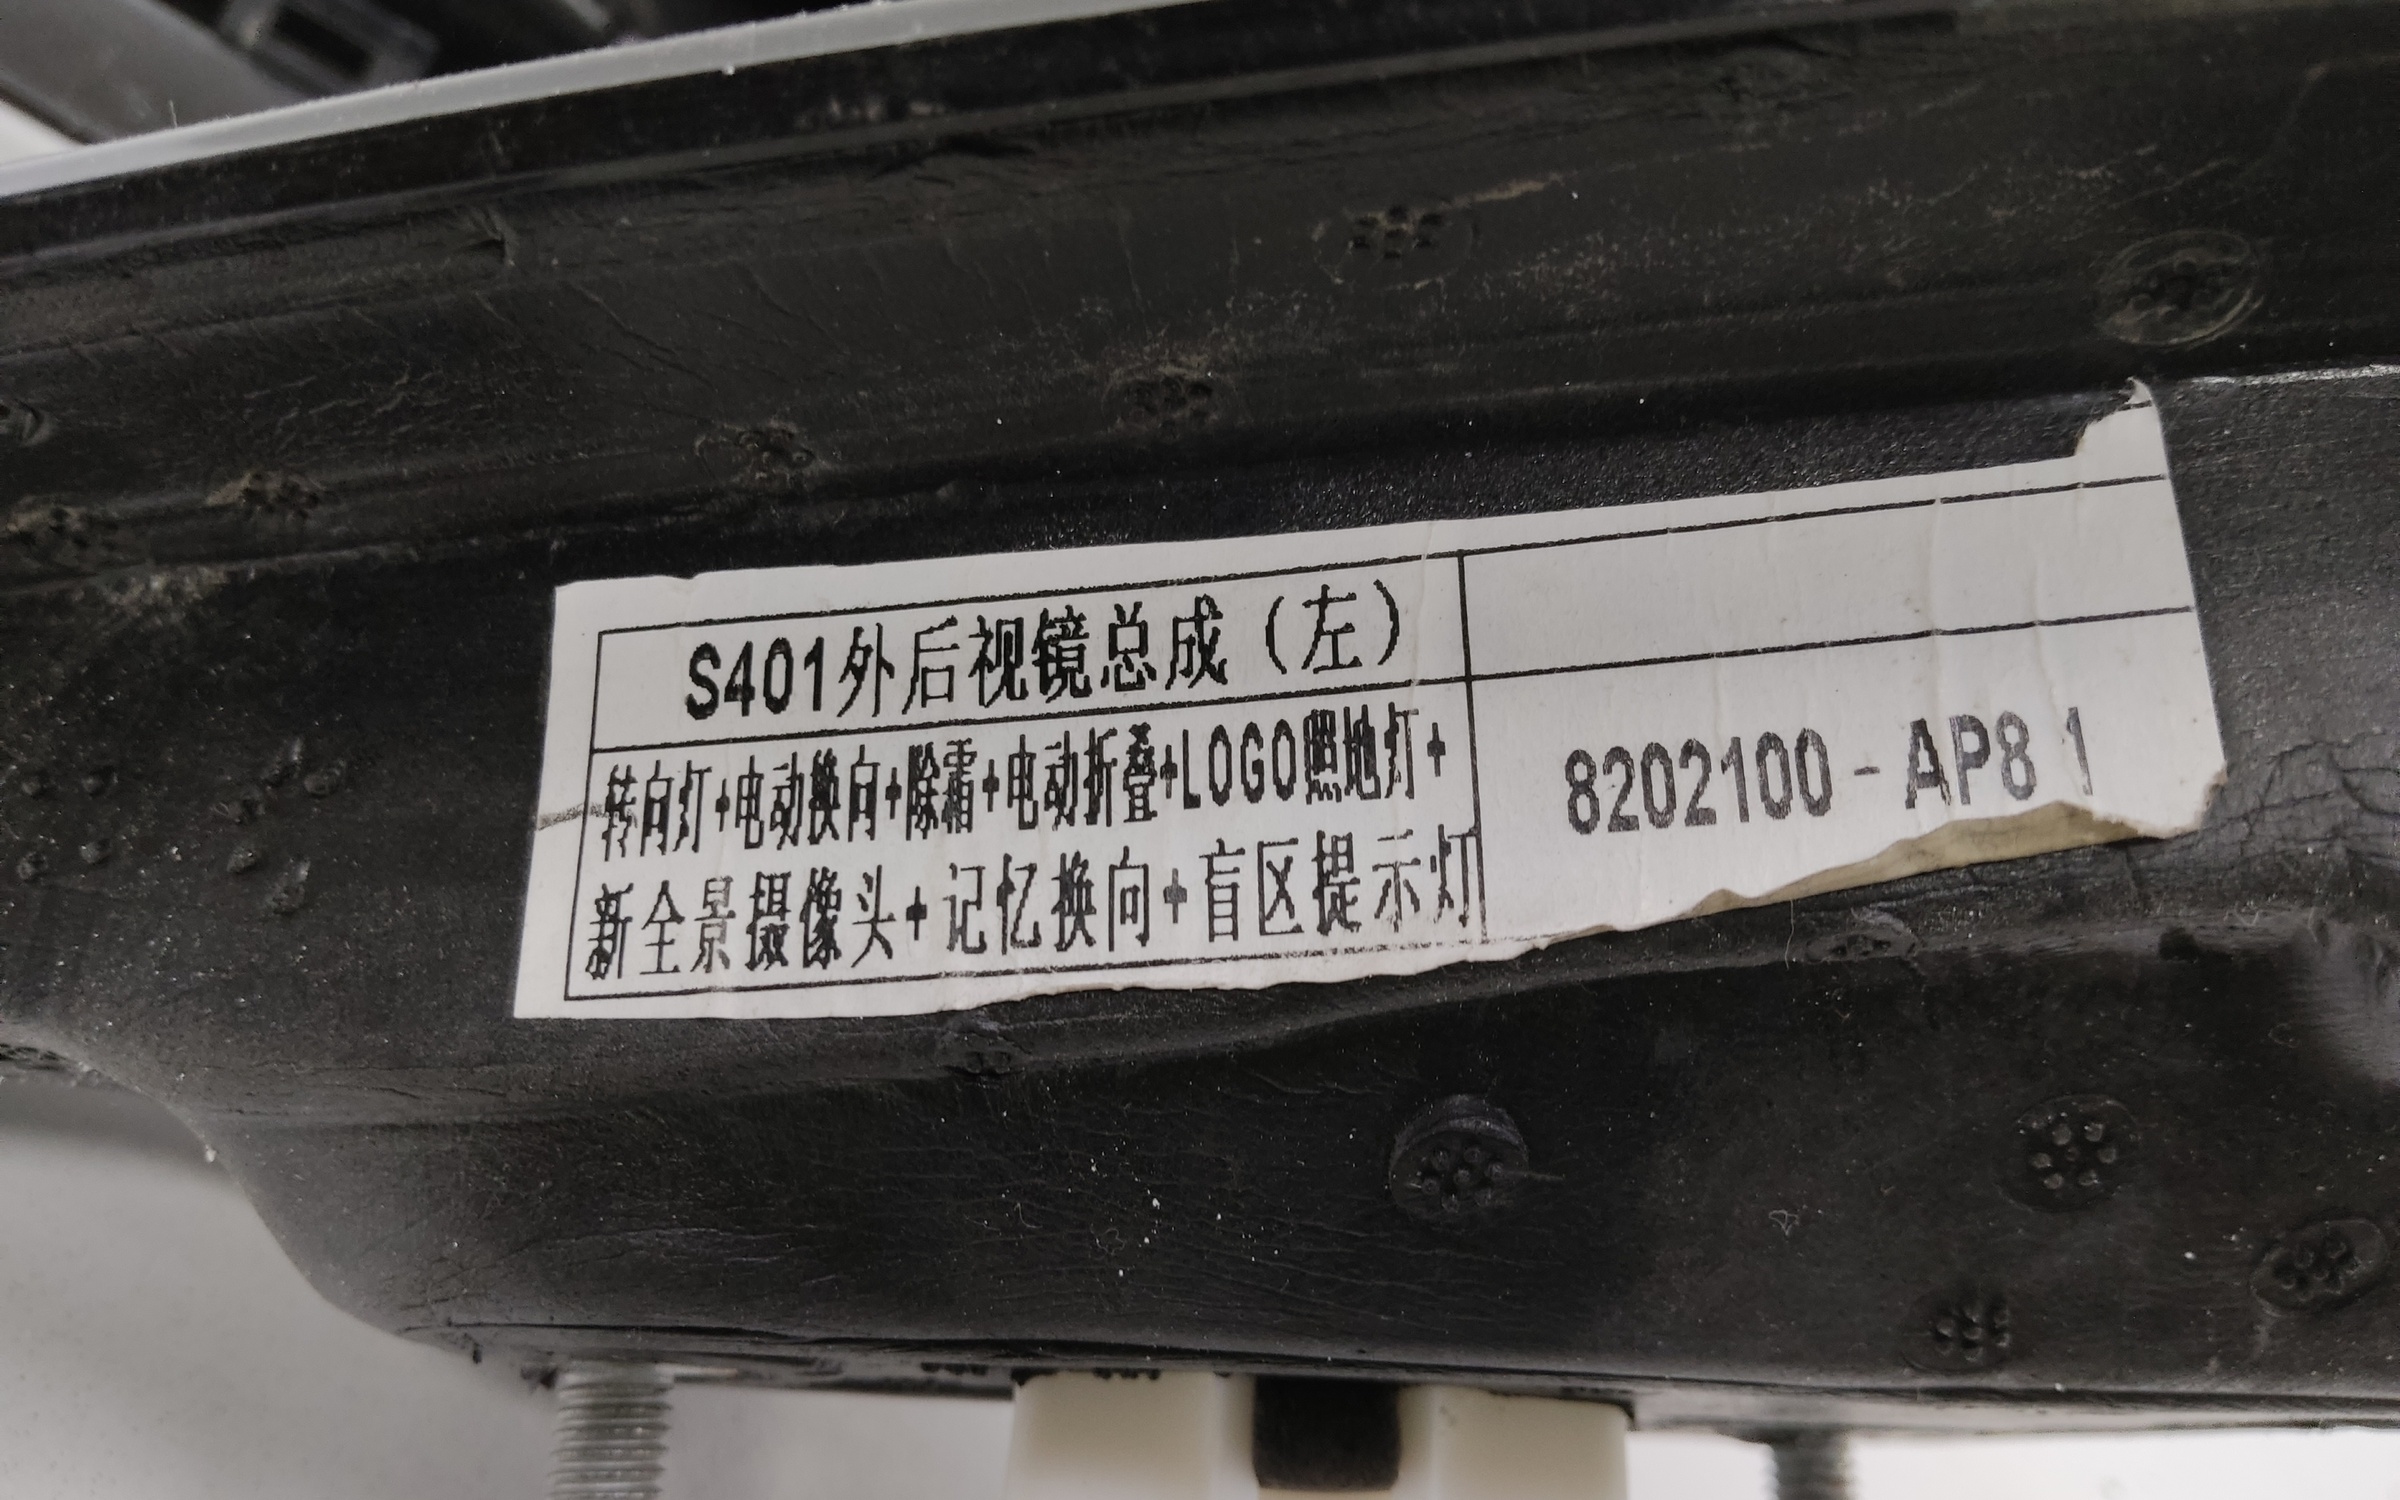 S401外后视镜总成（左）
转向灯+电动换向+除霜+电动折叠+LOGO照地灯+
新全景摄像头+记忆换向+盲区提示灯
8202100-AP8 1